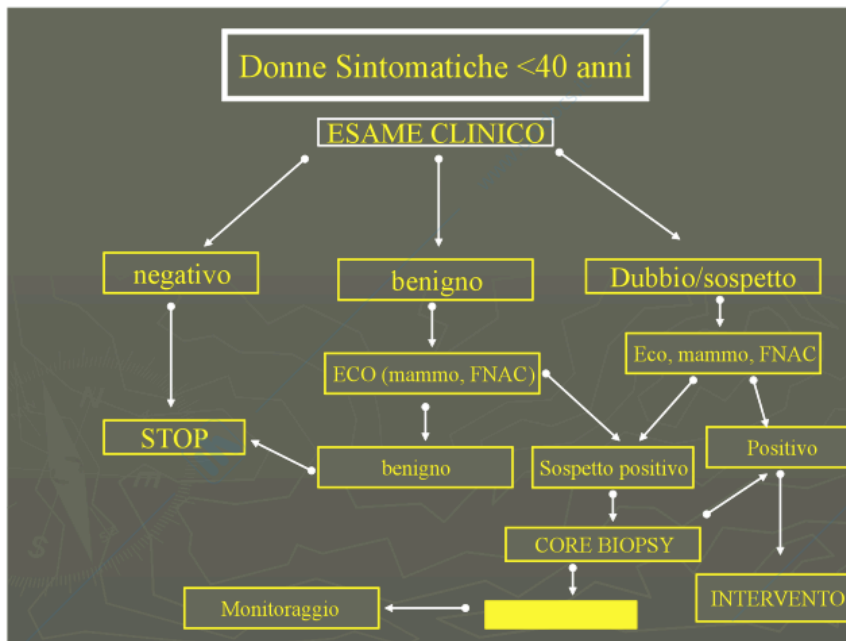 Donne Sintomatiche <40 anni
ESAME CLINICO
negativo
benigno
Dubbio/sospetto
ECO (mammo, FNAC)
Eco, mammo, FNAC
STOP
benigno
Sospetto positivo
Positivo
CORE BIOPSY
Monitoraggio
INTERVENTO